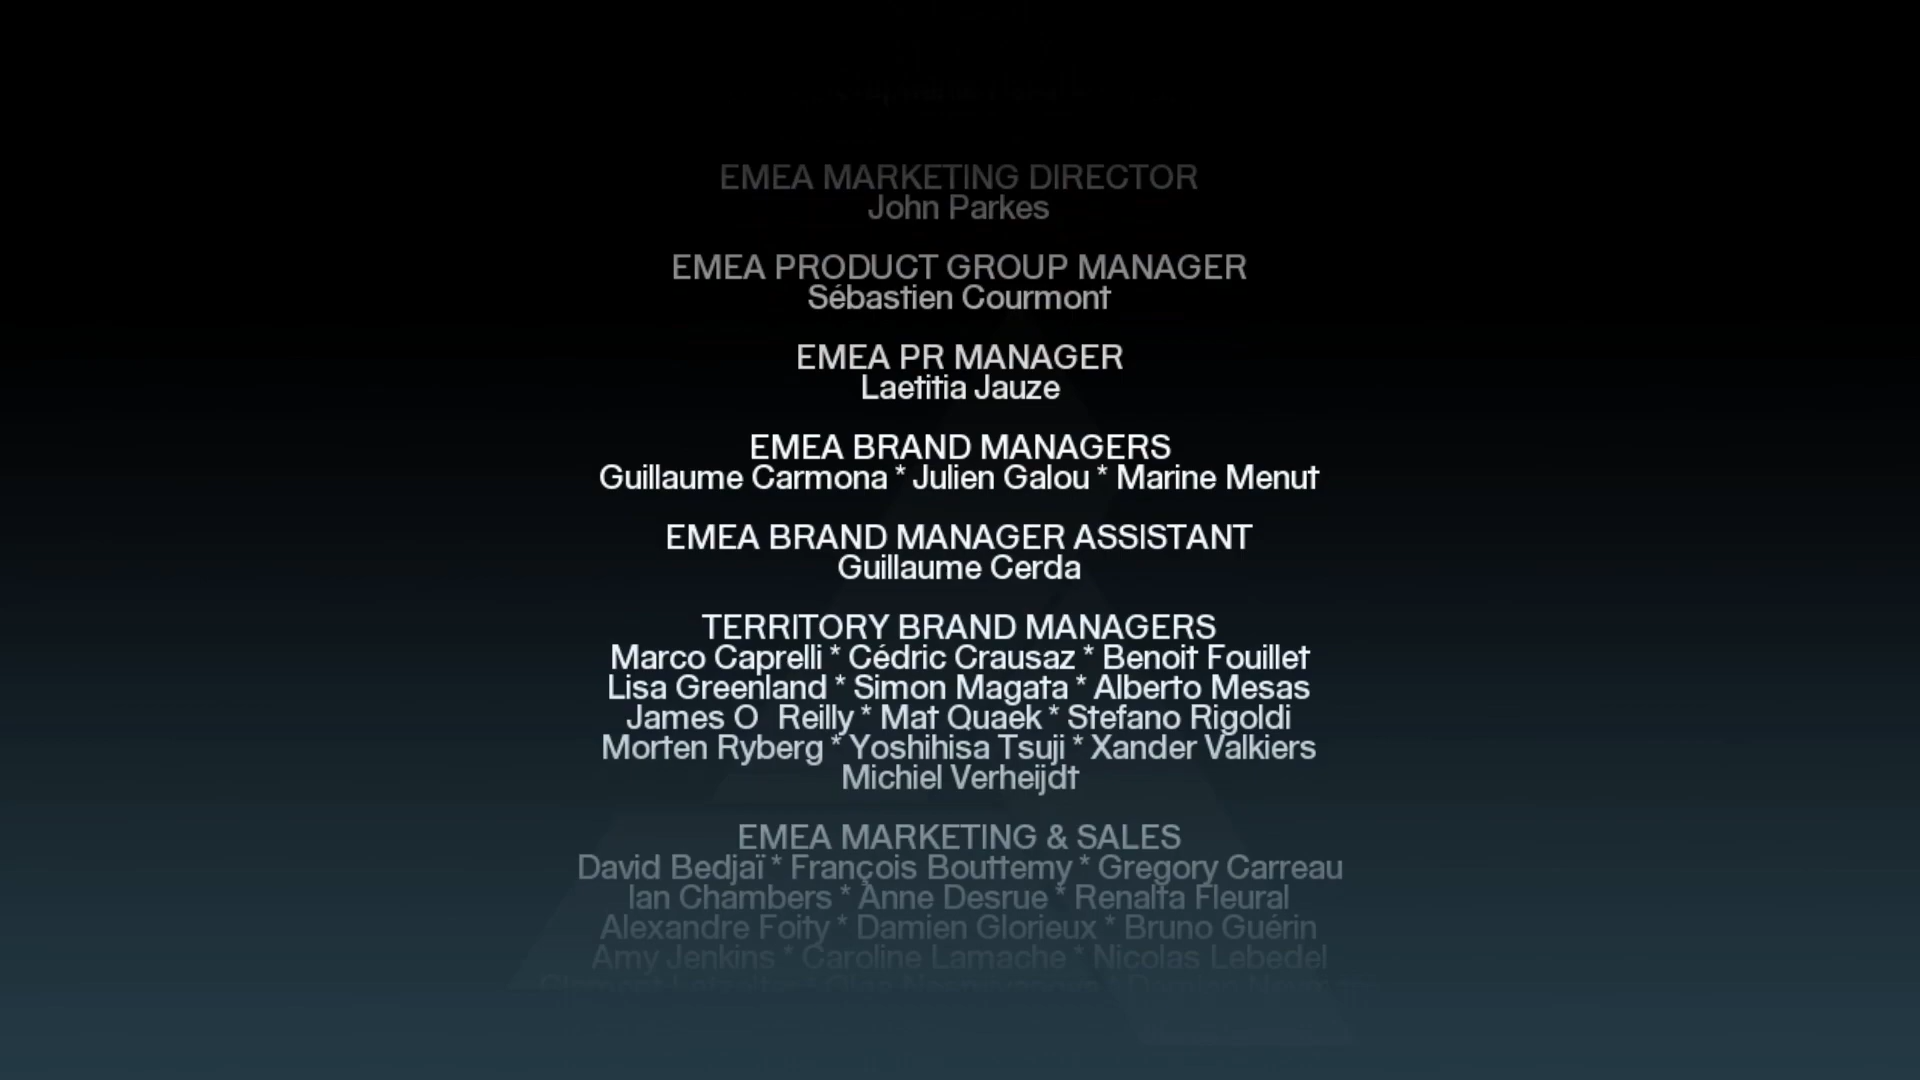 EMEA MARKETING DIRECTOR
John Parkes
EMEA PRODUCT GROUP MANAGER
Sébastien Courmont
EMEA PR MANAGER
Laetitia Jauze
EMEA BRAND MANAGERS
Guillaume Carmona * Julien Galou * Marine Menut
EMEA BRAND MANAGER ASSISTANT
Guillaume Cerda
TERRITORY BRAND MANAGERS
Marco Caprelli * Cédric Crausaz * Benoit Fouillet
Lisa Greenland * Simon Magata * Alberto Mesas
James O  Reilly * Mat Quaek * Stefano Rigoldi
Morten Ryberg * Yoshihisa Tsuji * Xander Valkiers
Michiel Verheijdt
EMEA MARKETING & SALES
David Bedjaï * François Bouttemy * Gregory Carreau
Ian Chambers * Anne Desrue * Renalta Fleural
Alexandre Foity * Damien Glorieux * Bruno Guérin
Amy Jenkins * Caroline Lamache * Nicolas Lebedel